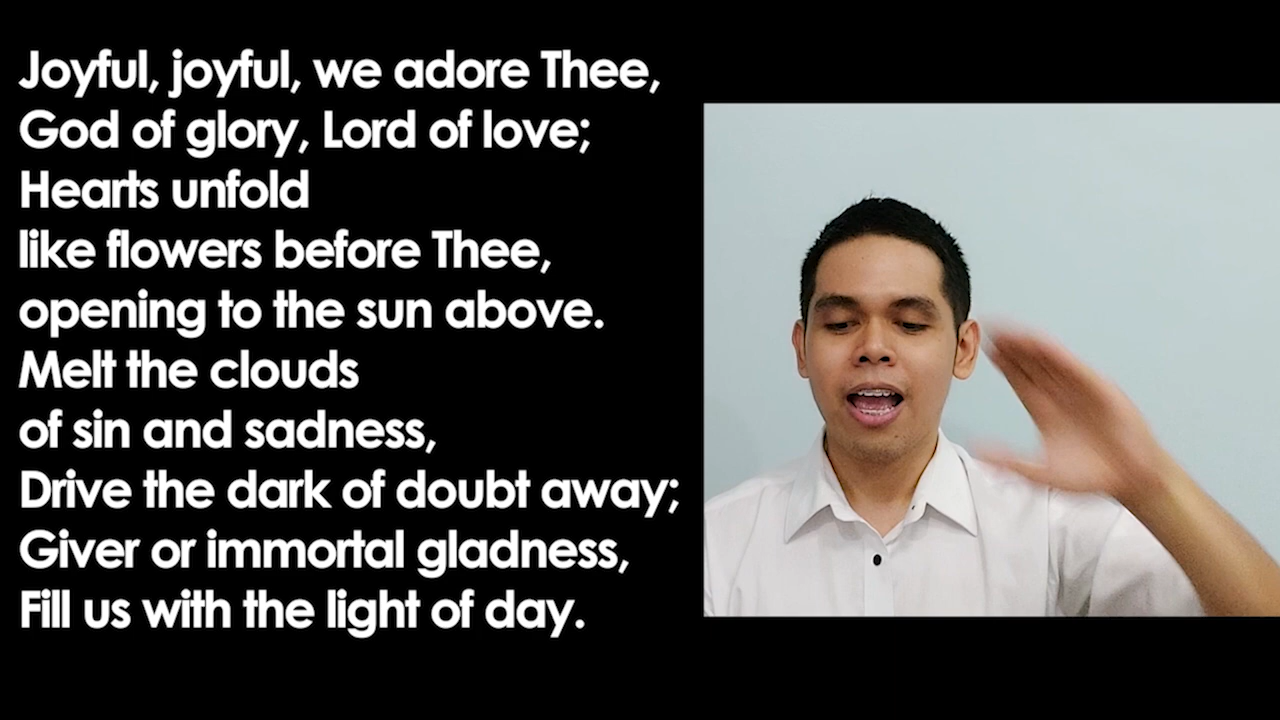 Joyful, joyful, we adore Thee,
God of glory, Lord of love;
Hearts unfold
like flowers before Thee,
opening to the sun above.
Melt the clouds
of sin and sadness,
Drive the dark of doubt away;
Giver or immortal gladness,
Fill us with the light of day.